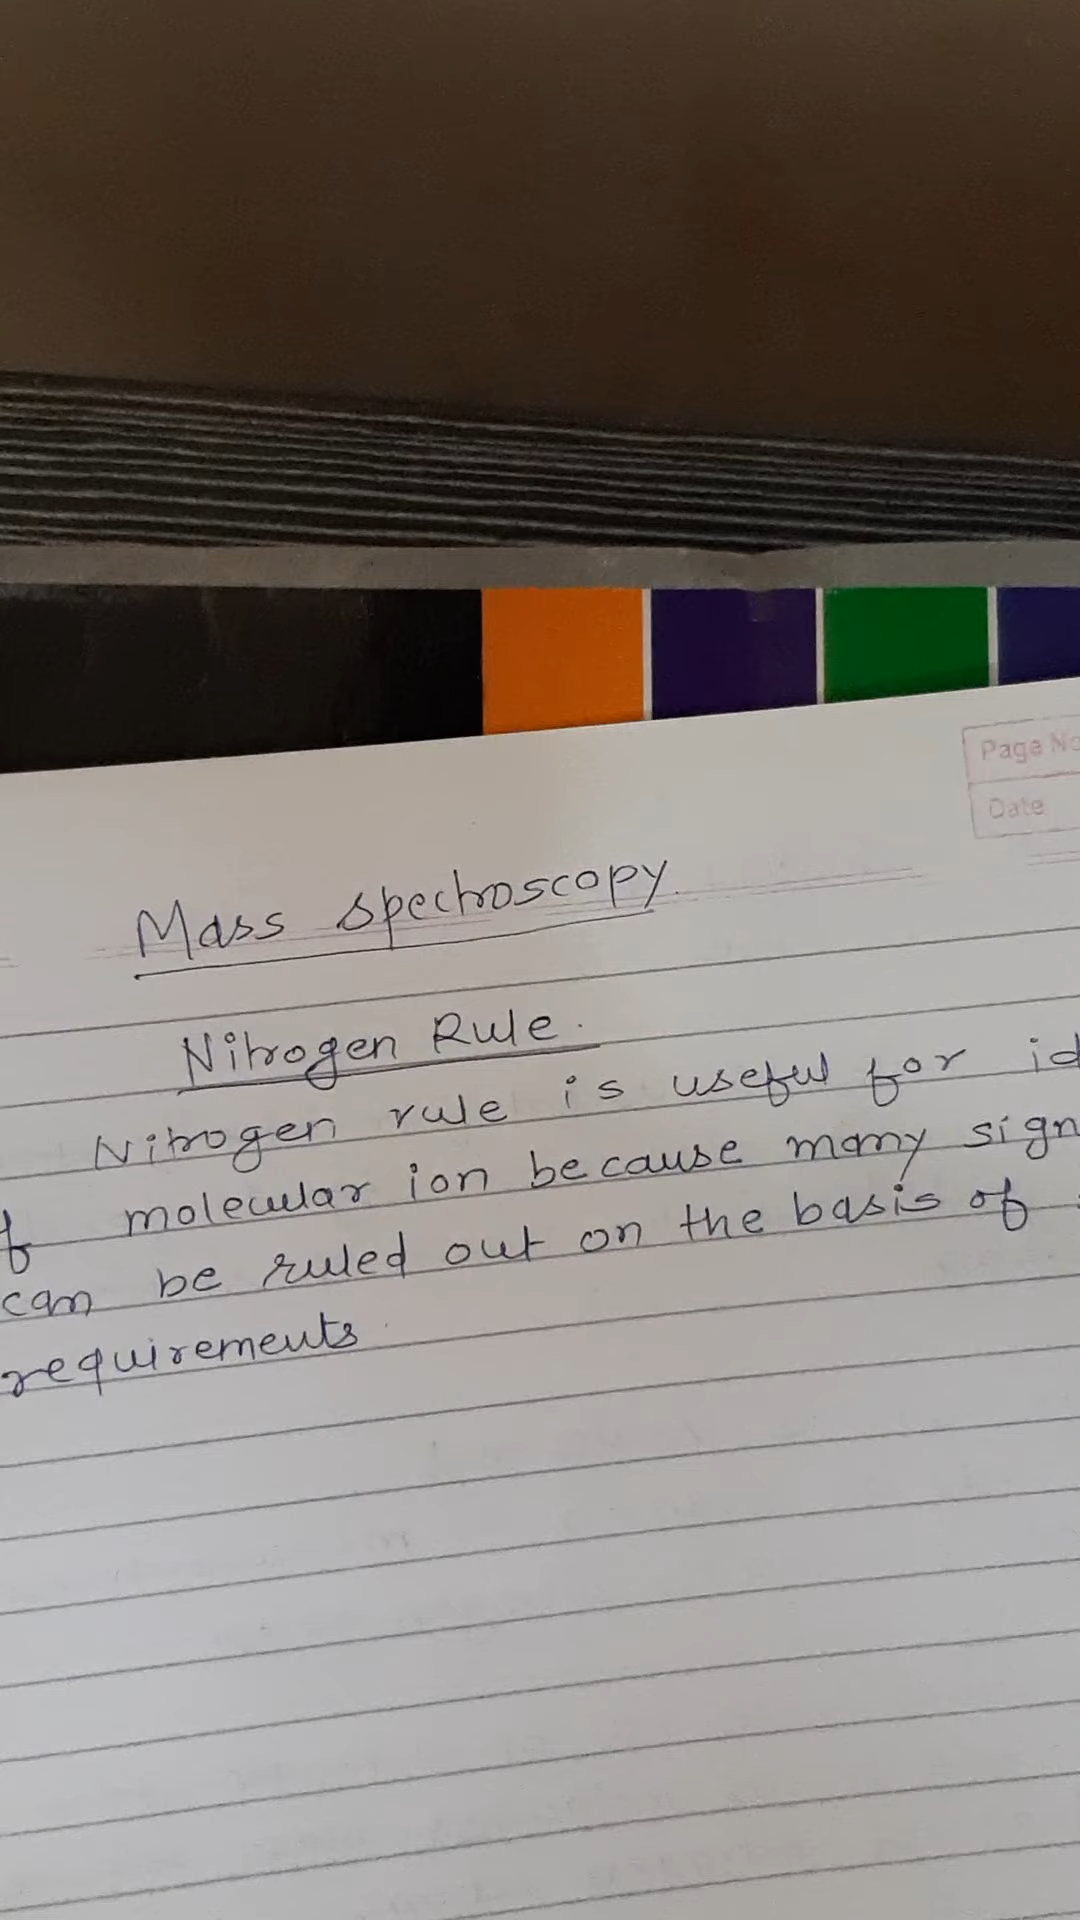 Page No
Date
Mass spectroscopy
Nitrogen Rule.
Nitrogen rule is useful for id
f molecular ion because many sign
can be ruled out on the basis of
requirements